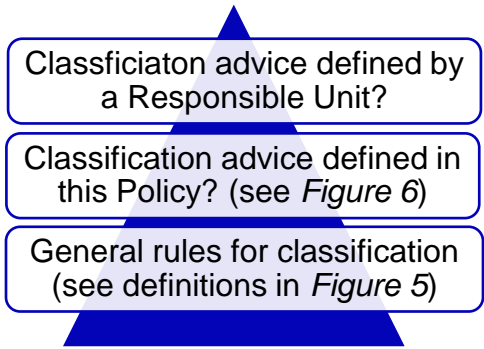 Classficiaton advice defined by
a Responsible Unit?
Classification advice defined in
this Policy? (see Figure 6)
General rules for classification
(see definitions in Figure 5)